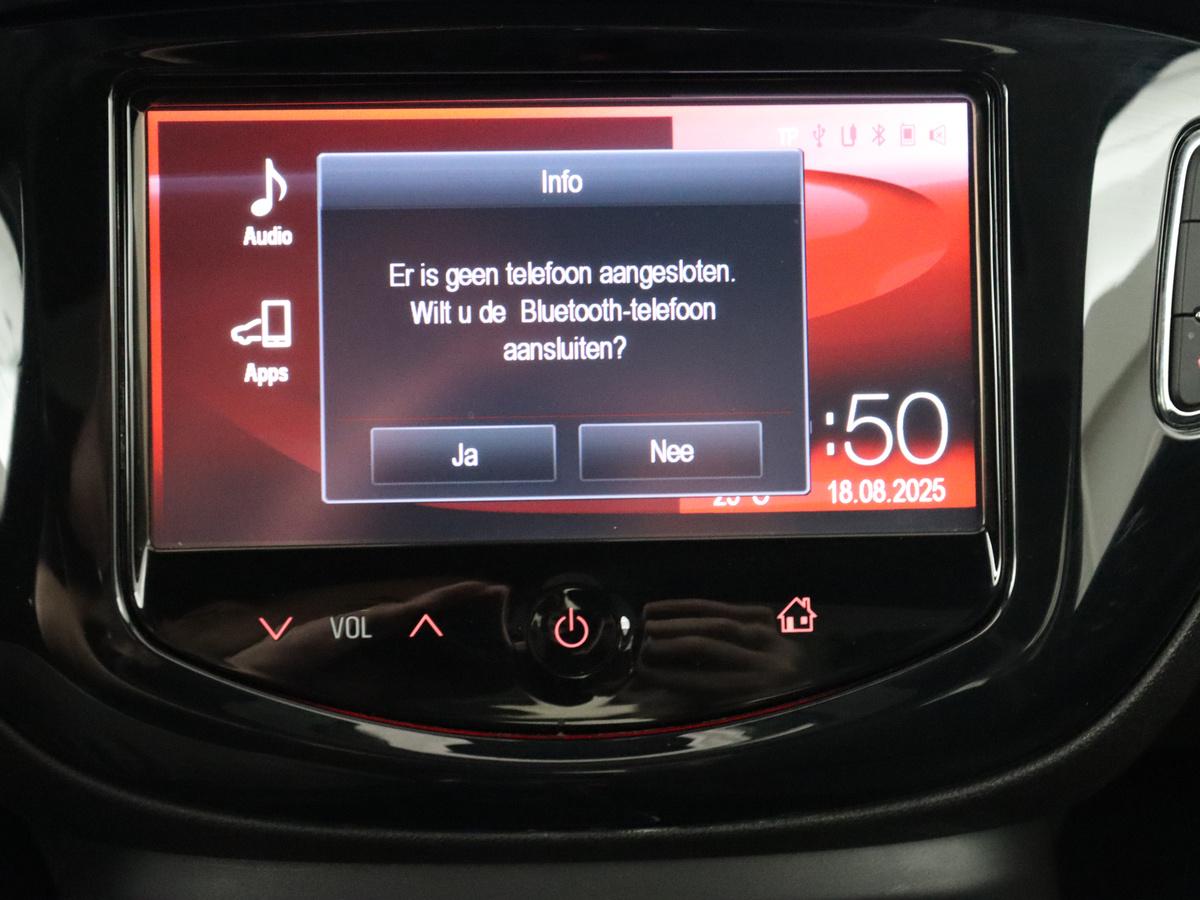 TP
Info
Audio
Er is geen telefoon aangesloten.
Wilt u de Bluetooth-telefoon
aansluiten?
Apps
:50
Ja
Nee
18.08.2025
VOL